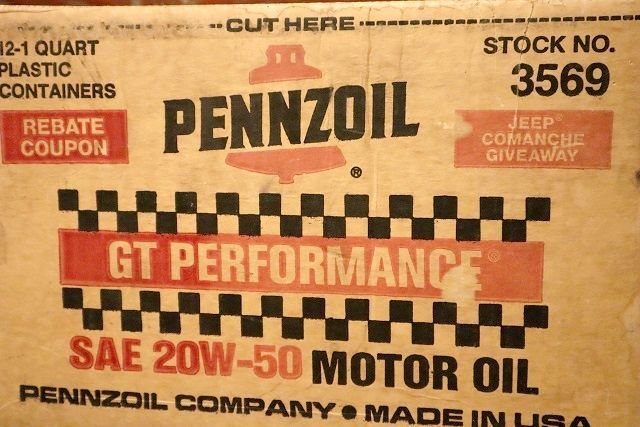 CUT HERE
12-1 QUART
PLASTIC
CONTAINERS
STOCK NO.
3569
REBATE
COUPON
PENNZOIL
®
JEEP®
COMANCHE
GIVEAWAY
GT PERFORMANCE®
SAE 20W-50 MOTOR OIL
PENNZOIL COMPANY ● MADE IN USA